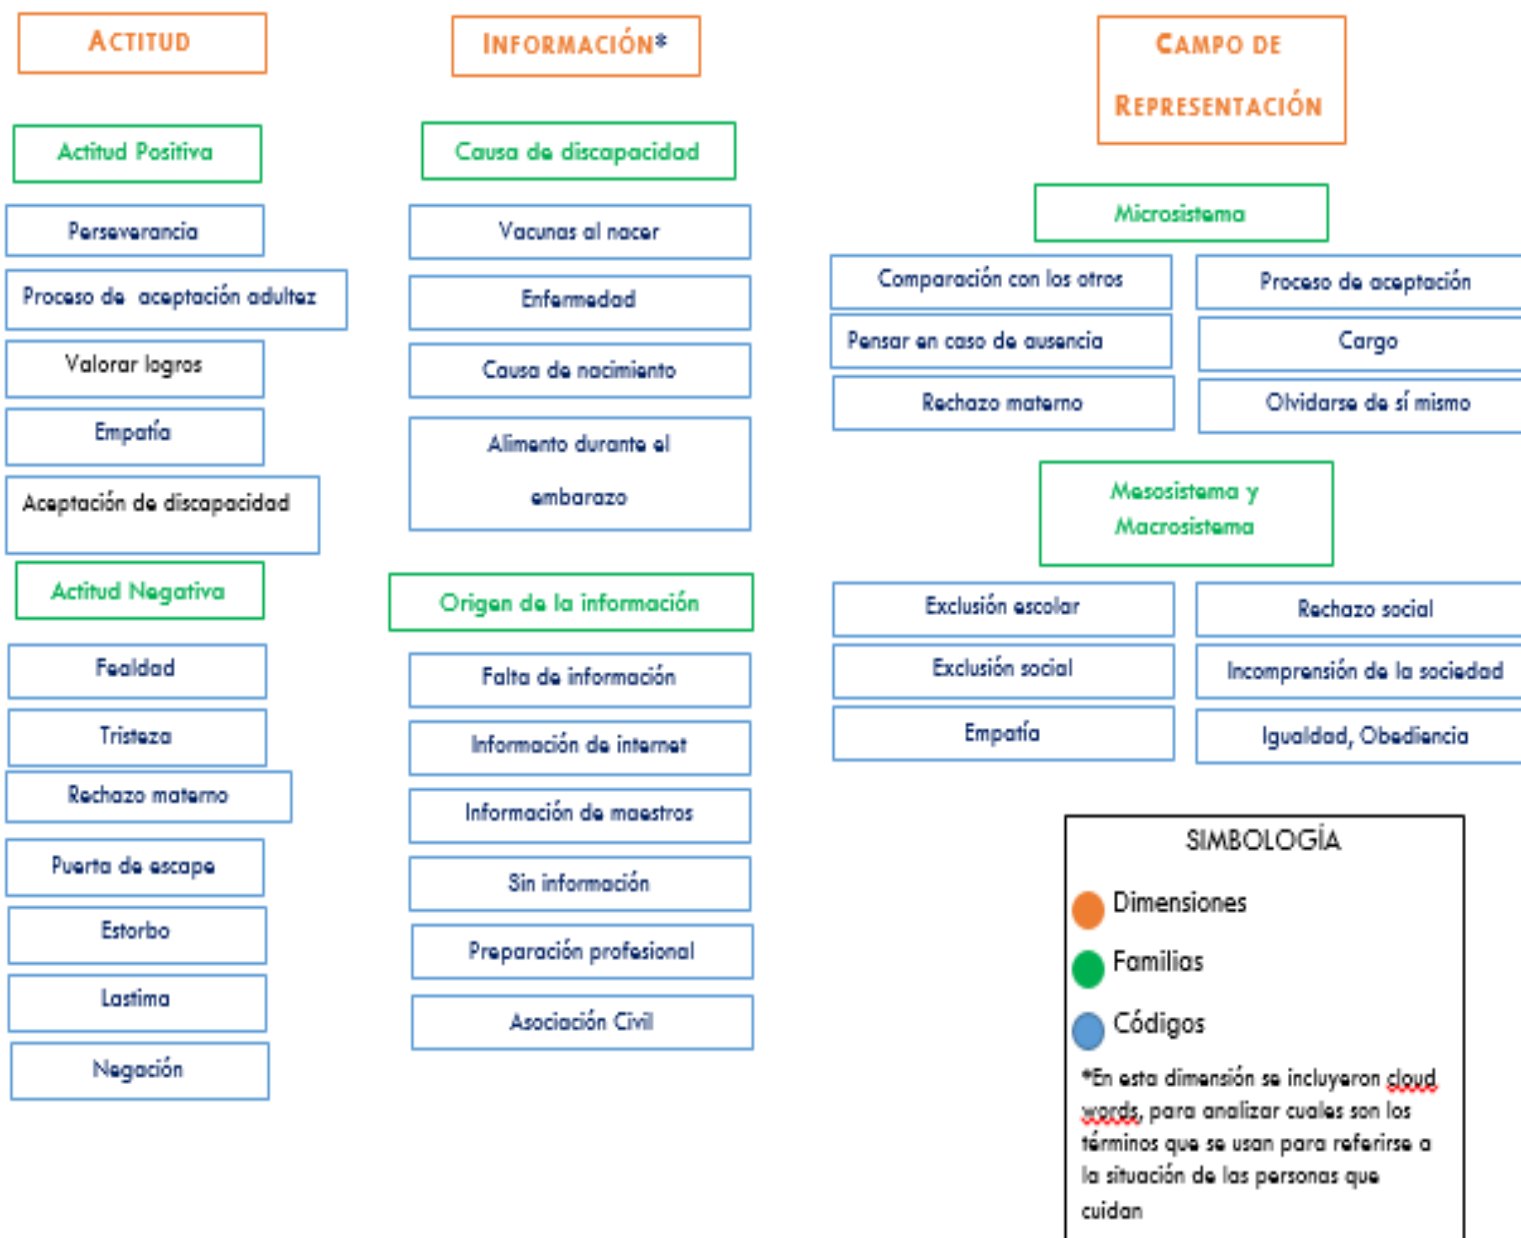 ACTITUD
Actitud Positiva
Perseverancia
Proceso de aceptación adultez
Valorar logros
Empatía
Aceptación de discapacidad
Actitud Negativa
Fealdad
Tristeza
Rechazo materno
Puerta de escape
Estorbo
Lastima
Negación
INFORMACIÓN*
Causa de discapacidad
Vacunas al nacer
Enfermedad
Causa de nacimiento
Alimento durante el
embarazo
Origen de la información
Falta de información
Información de internet
Información de maestros
Sin información
Preparación profesional
Asociación Civil
CAMPO DE
REPRESENTACIÓN
Microsistema
Comparación con los otros
Proceso de aceptación
Pensar en caso de ausencia
Cargo
Rechazo materno
Olvidarse de sí mismo
Mesosistema y
Macrosistema
Exclusión escolar
Rechazo social
Exclusión social
Incomprensión de la sociedad
Empatía
Igualdad, Obediencia
SIMBOLOGÍA
Dimensiones
Familias
Códigos
*En esta dimensión se incluyeron cloud
words, para analizar cuales son los
términos que se usan para referirse a
la situación de las personas que
cuidan